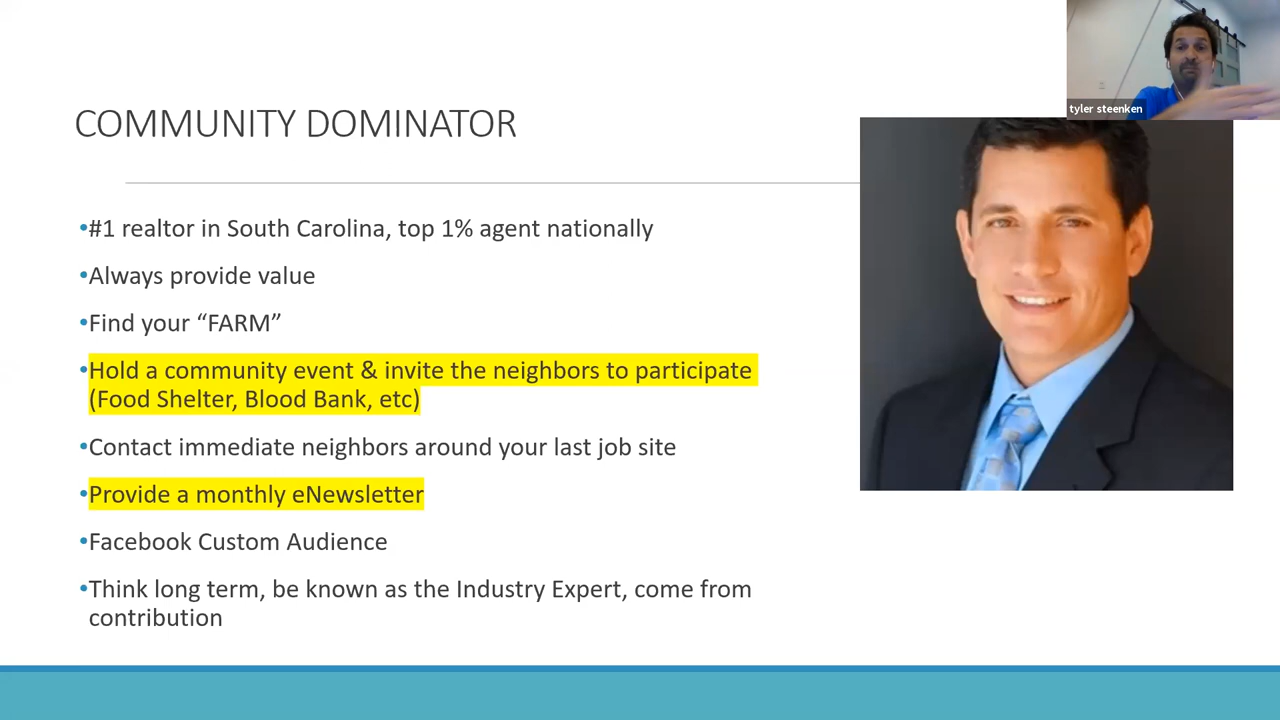 tyler steenken
COMMUNITY DOMINATOR
•#1 realtor in South Carolina, top 1% agent nationally
•Always provide value
•Find your “FARM”
•Hold a community event & invite the neighbors to participate
(Food Shelter, Blood Bank, etc)
•Contact immediate neighbors around your last job site
•Provide a monthly eNewsletter
•Facebook Custom Audience
•Think long term, be known as the Industry Expert, come from
contribution